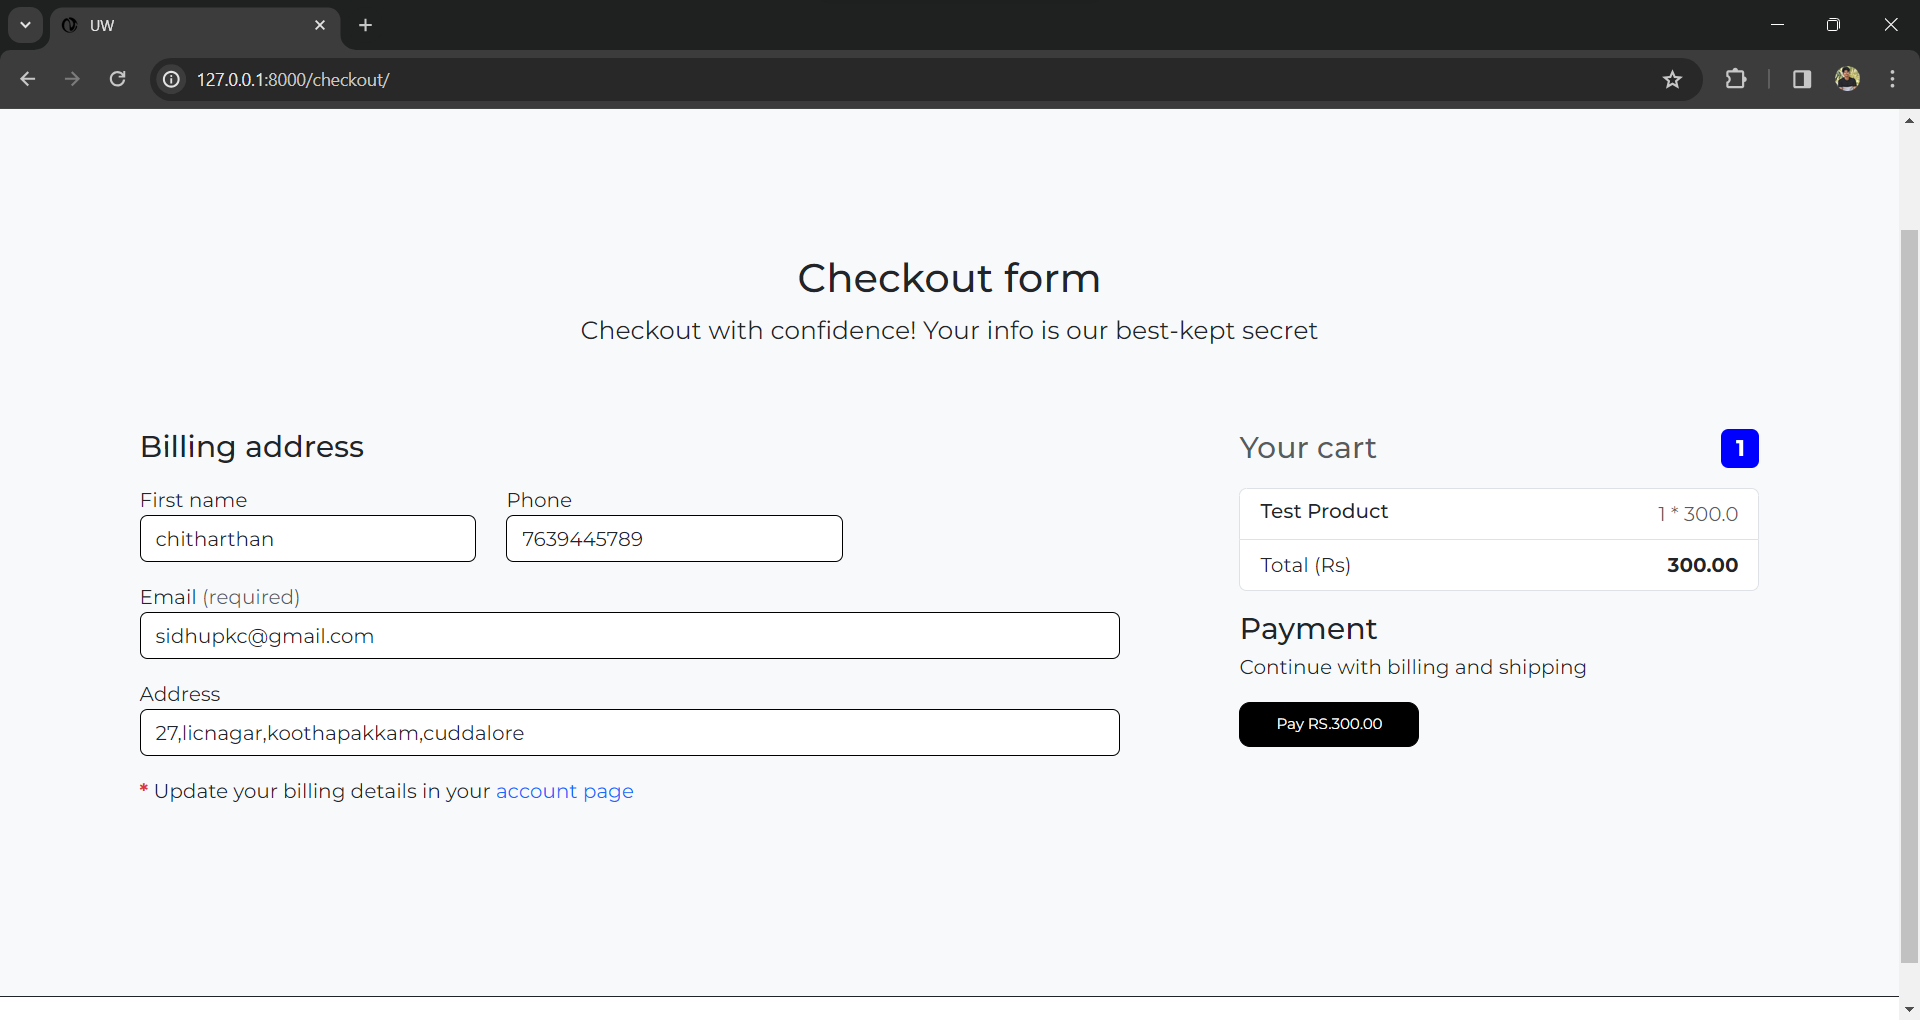 UW
127.0.0.1:8000/checkout/
Checkout form
Checkout with confidence! Your info is our best-kept secret
Billing address
First name
Phone
chitharthan
7639445789
Email (required)
sidhupkc@gmail.com
Address
27,licnagar,koothapakkam,cuddalore
* Update your billing details in your account page
Your cart
1
Test Product
1 * 300.0
Total (Rs)
300.00
Payment
Continue with billing and shipping
Pay RS.300.00